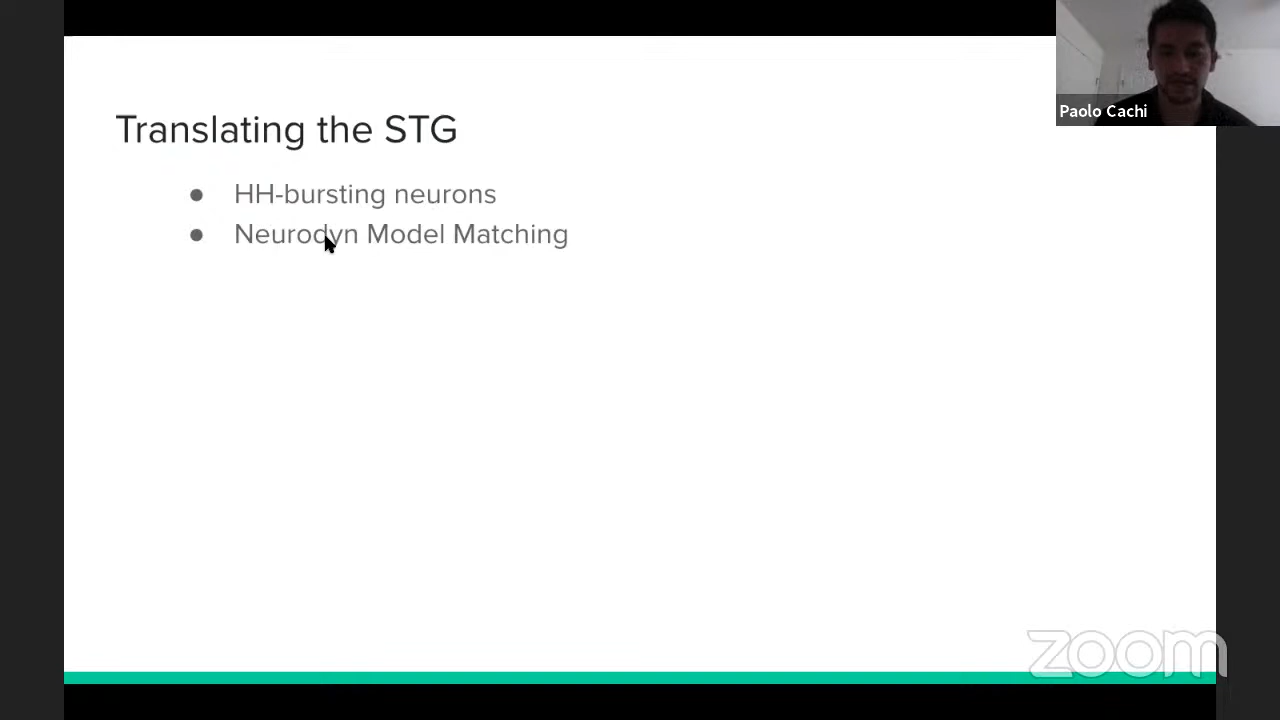 Translating the STG
● HH-bursting neurons
● Neurodyn Model Matching
Paolo Cachi
zoom